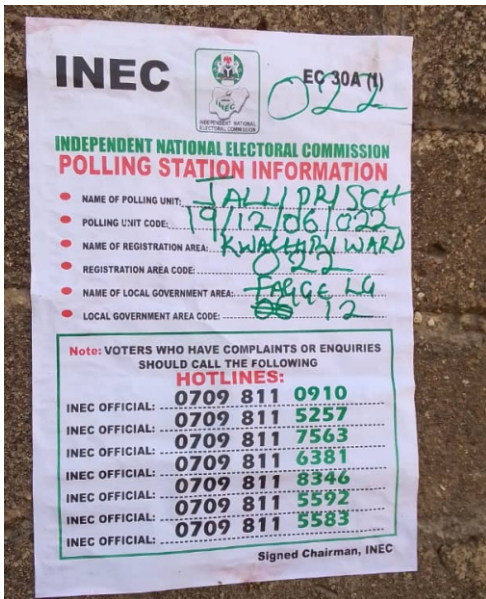 INEC
INDEPENDENT NATIONAL
ELECTORAL COMMISSION
EC 30A (1)
022
INDEPENDENT NATIONAL ELECTORAL COMMISSION
POLLING STATION INFORMATION
NAME OF POLLING UNIT: JALLI PRI SCH
POLLING UNIT CODE: 19/12/06/022
NAME OF REGISTRATION AREA: WARD
REGISTRATION AREA CODE: 022
NAME OF LOCAL GOVERNMENT AREA: FAGGE LG
LOCAL GOVERNMENT AREA CODE: 12
Note: VOTERS WHO HAVE COMPLAINTS OR ENQUIRIES
SHOULD CALL THE FOLLOWING
HOTLINES:
INEC OFFICIAL: 0709 811 0910
INEC OFFICIAL: 0709 811 5257
INEC OFFICIAL: 0709 811 7563
INEC OFFICIAL: 0709 811 6381
INEC OFFICIAL: 0709 811 8346
INEC OFFICIAL: 0709 811 5592
INEC OFFICIAL: 0709 811 5583
Signed Chairman, INEC